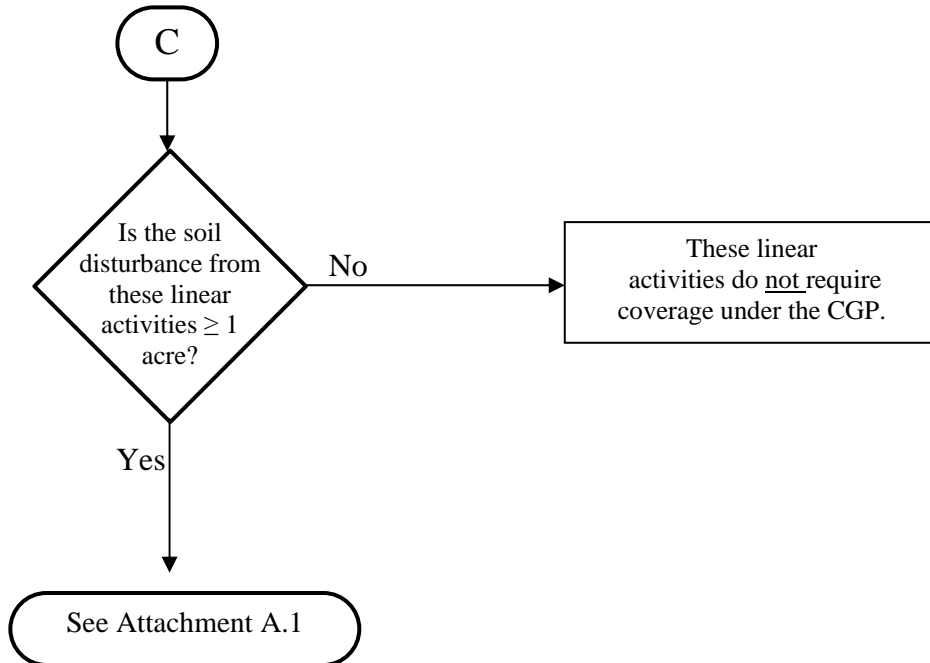 C
Is the soil
disturbance from
these linear
activities ≥ 1
acre?
No
These linear
activities do not require
coverage under the CGP.
Yes
See Attachment A.1